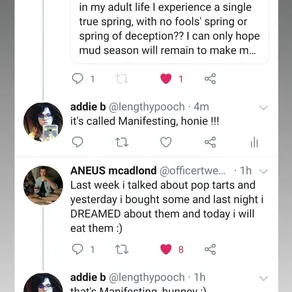 in my adult life I experience a single
true spring, with no fools' spring or
spring of deception?? I can only hope
mud season will remain to make m...
1 1
addie b @lengthypooch · 4m
it's called Manifesting, honie !!!
ANEUS mcadlond @officertwe... · 1h
Last week i talked about pop tarts and
yesterday i bought some and last night i
DREAMED about them and today i will
eat them :)
1 8
addie b @lengthypooch · 1h
that's Manifesting, hunney :)